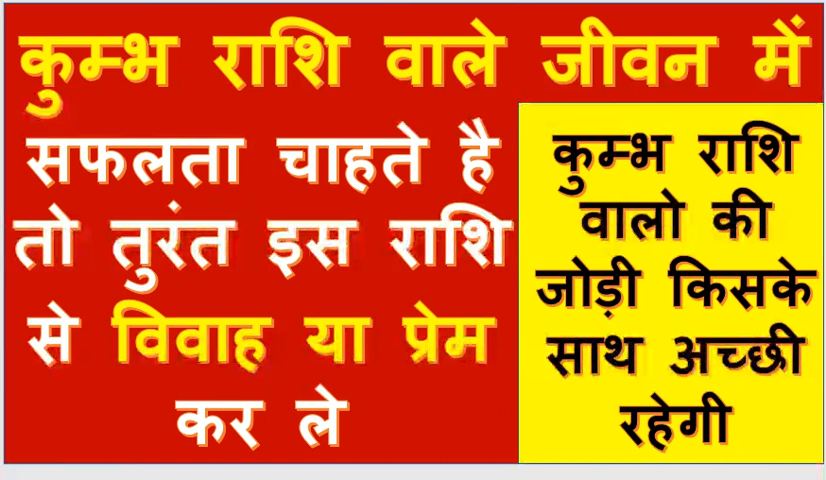 कुम्भ राशि वाले जीवन में
सफलता चाहते है
तो तुरंत इस राशि
से विवाह या प्रेम
कर ले
कुम्भ राशि
वालो की
जोड़ी किसके
साथ अच्छी
रहेगी